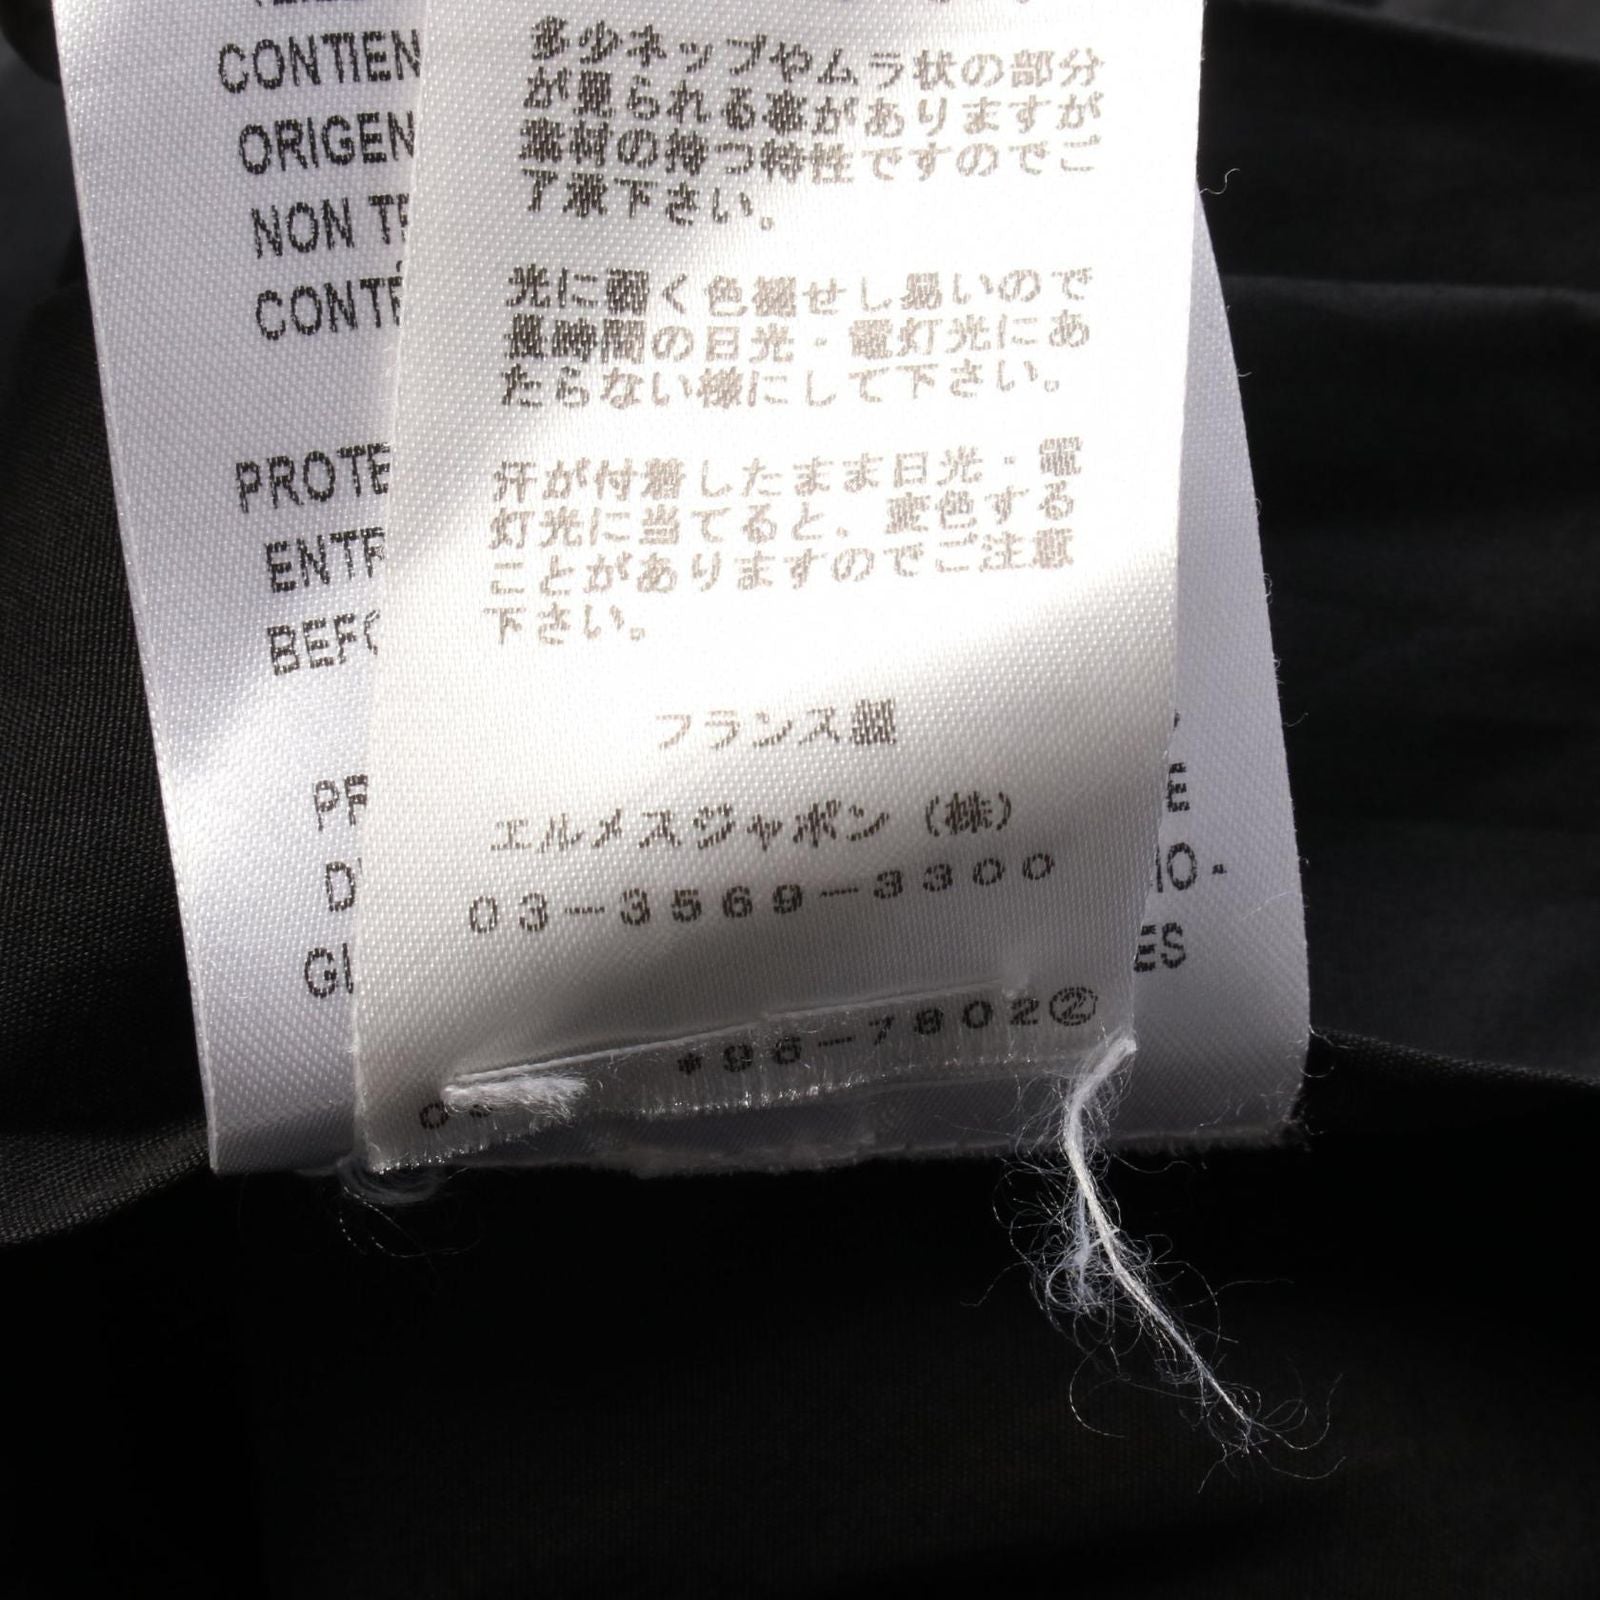 CONTIEN
ORIGEN
NON
PROTE
ENTR
BEFO
多少ネップやムラ状の部分
が見られる事がありますが
素材の持つ特性ですのでご
了承下さい。
光に弱く色褪せし易いので
長時間の日光・電灯光にあ
たらない様にして下さい。
汗が付着したまま日光・電
灯光に当てると、変色する
ことがありますのでご注意
下さい。
フランス製
エルメスジャポン(株)
03-3569-3300
*96-7802②